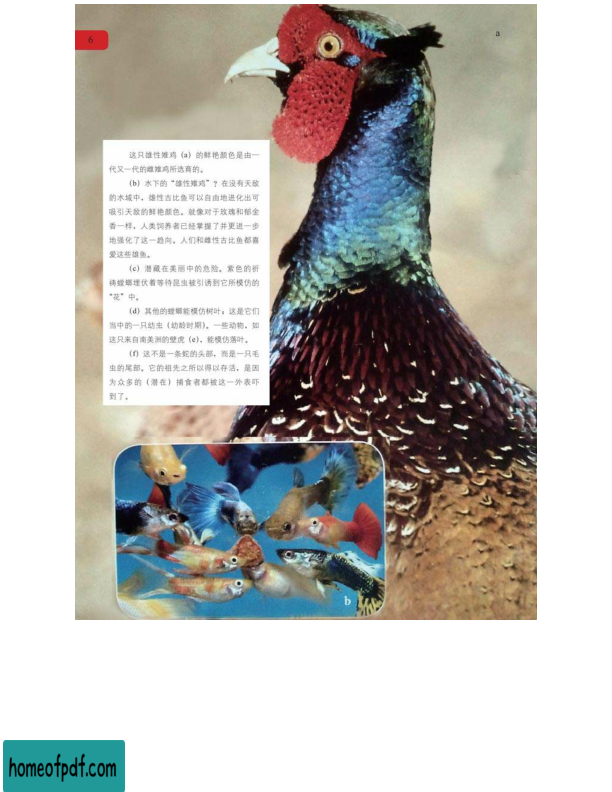 6
a
这只雄性雉鸡（a）的鲜艳颜色是由一
代又一代的雌雉鸡所选育的。
（b）水下的“雄性雉鸡”？在没有天敌
的水域中，雄性古比鱼可以自由地进化出可
吸引天敌的鲜艳颜色。就像对于玫瑰和郁金
香一样，人类饲养者已经掌握了并更进一步
地强化了这一趋向。人们和雌性古比鱼都喜
爱这些雄鱼。
（c）潜藏在美丽中的危险。紫色的祈
祷螳螂埋伏着等待昆虫被引诱到它所模仿的
“花”中。
（d）其他的螳螂能模仿树叶；这是它们
当中的一只幼虫（幼龄时期）。一些动物，如
这只来自南美洲的壁虎（e），能模仿落叶。
（f）这不是一条蛇的头部，而是一只毛
虫的尾部。它的祖先之所以得以存活，是因
为众多的（潜在）捕食者都被这一外表吓
到了。
b
homeofpdf.com